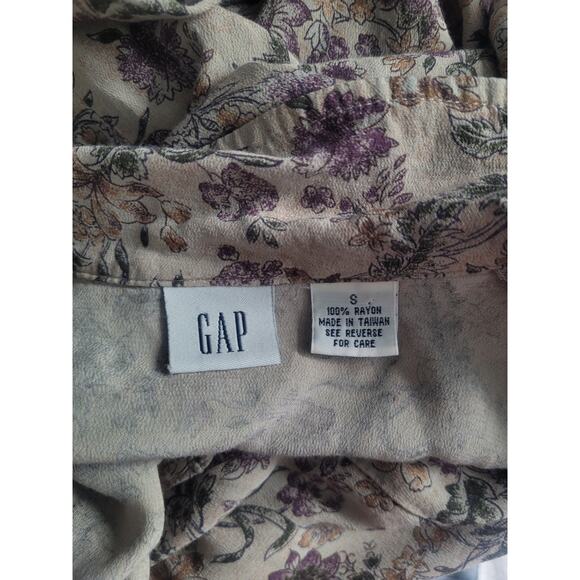 GAP
S
100% RAYON
MADE IN TAIWAN
SEE REVERSE
FOR CARE